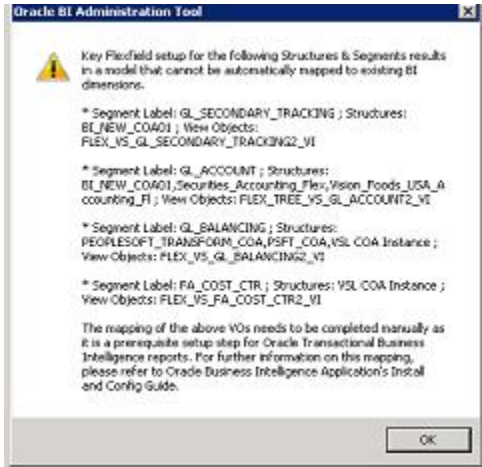 Oracle BI Administration Tool
Key Flexfield setup for the following Structures & Segments results
in a model that cannot be automatically mapped to existing BI
dimensions.
* Segment Label: GL_SECONDARY_TRACKING ; Structures:
BI_NEW_COA01 ; View Objects:
FLEX_VS_GL_SECONDARY_TRACKING2_VI
* Segment Label: GL_ACCOUNT ; Structures:
BI_NEW_COA01,Securities_Accounting_Flex,Vision_Foods_USA_A
ccounting_Fl ; View Objects: FLEX_TREE_VS_GL_ACCOUNT2_VI
* Segment Label: GL_BALANCING ; Structures:
PEOPLESOFT_TRANSFORM_COA,PSFT_COA,VSL COA Instance ;
View Objects: FLEX_VS_GL_BALANCING2_VI
* Segment Label: FA_COST_CTR ; Structures: VSL COA Instance ;
View Objects: FLEX_VS_FA_COST_CTR2_VI
The mapping of the above VOs needs to be completed manually as
it is a prerequisite setup step for Oracle Transactional Business
Intelligence reports. For further information on this mapping,
please refer to Oracle Business Intelligence Application's Install
and Config Guide.
OK